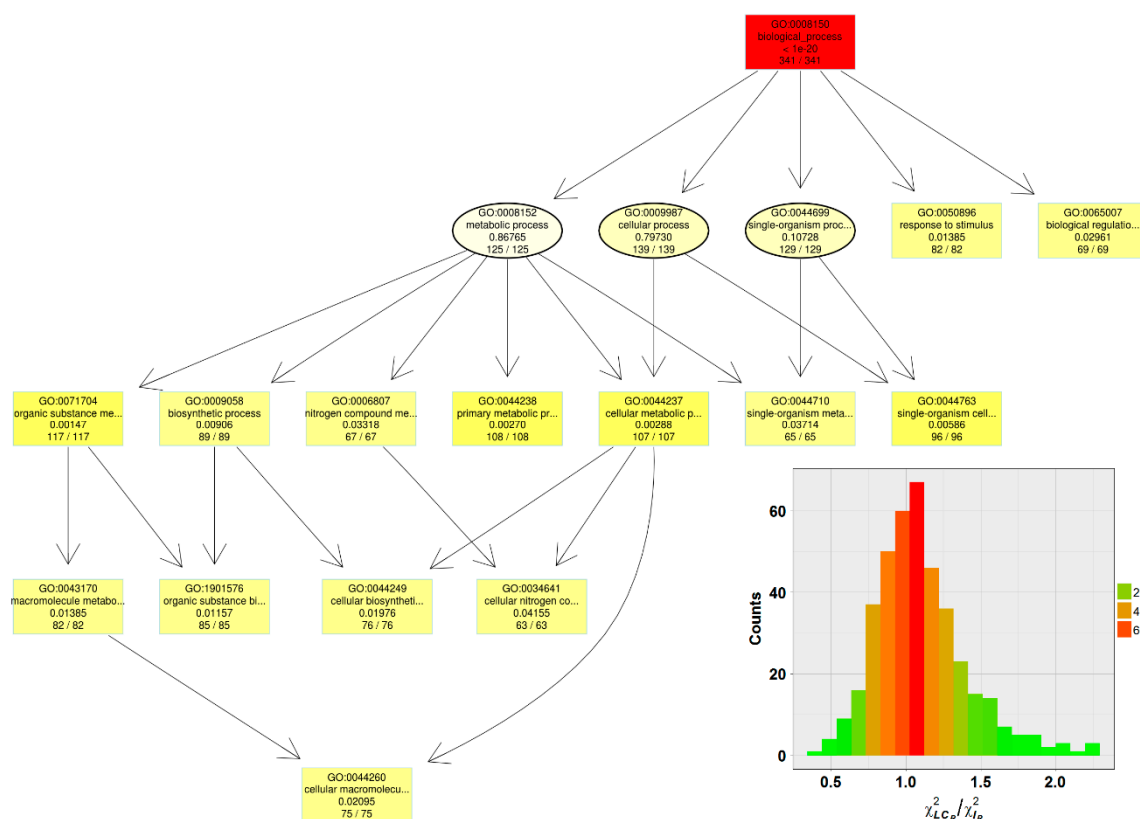 GO:0008150
biological_process
< 1e-20
341 / 341
GO:0008152
metabolic process
0.86765
125 / 125
GO:0009987
cellular process
0.79730
139 / 139
GO:0044699
single-organism proc...
0.10728
129 / 129
GO:0050896
response to stimulus
0.01385
82 / 82
GO:0065007
biological regulatio...
0.02961
69 / 69
GO:0071704
organic substance me...
0.00147
117 / 117
GO:0009058
biosynthetic process
0.00906
89 / 89
GO:0006807
nitrogen compound me...
0.03318
67 / 67
GO:0044238
primary metabolic pr...
0.00270
108 / 108
GO:0044237
cellular metabolic p...
0.00288
107 / 107
GO:0044710
single-organism meta...
0.03714
65 / 65
GO:0044763
single-organism cell...
0.00586
96 / 96
GO:0043170
macromolecule metabo...
0.01385
82 / 82
GO:1901576
organic substance bi...
0.01157
85 / 85
GO:0044249
cellular biosyntheti...
0.01976
76 / 76
GO:0034641
cellular nitrogen co...
0.04155
63 / 63
GO:0044260
cellular macromolecu...
0.02095
75 / 75
Counts
60
40
20
0
0.5 1.0 1.5 2.0
2
4
6